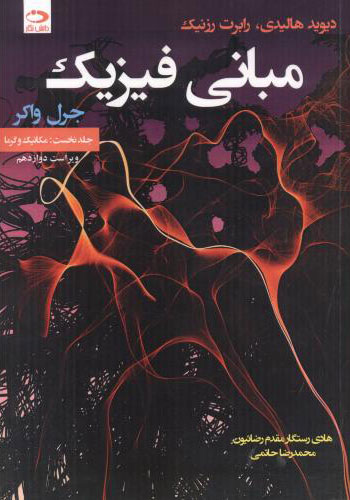 دیوید هالیدی، رابرت رزنیک
مبانی فیزیک
جرل واکر
جلد نخست: مکانیک و گرما
ویراست دوازدهم
هادی رستگار مقدم رضائیون
محمدرضا حاتمی